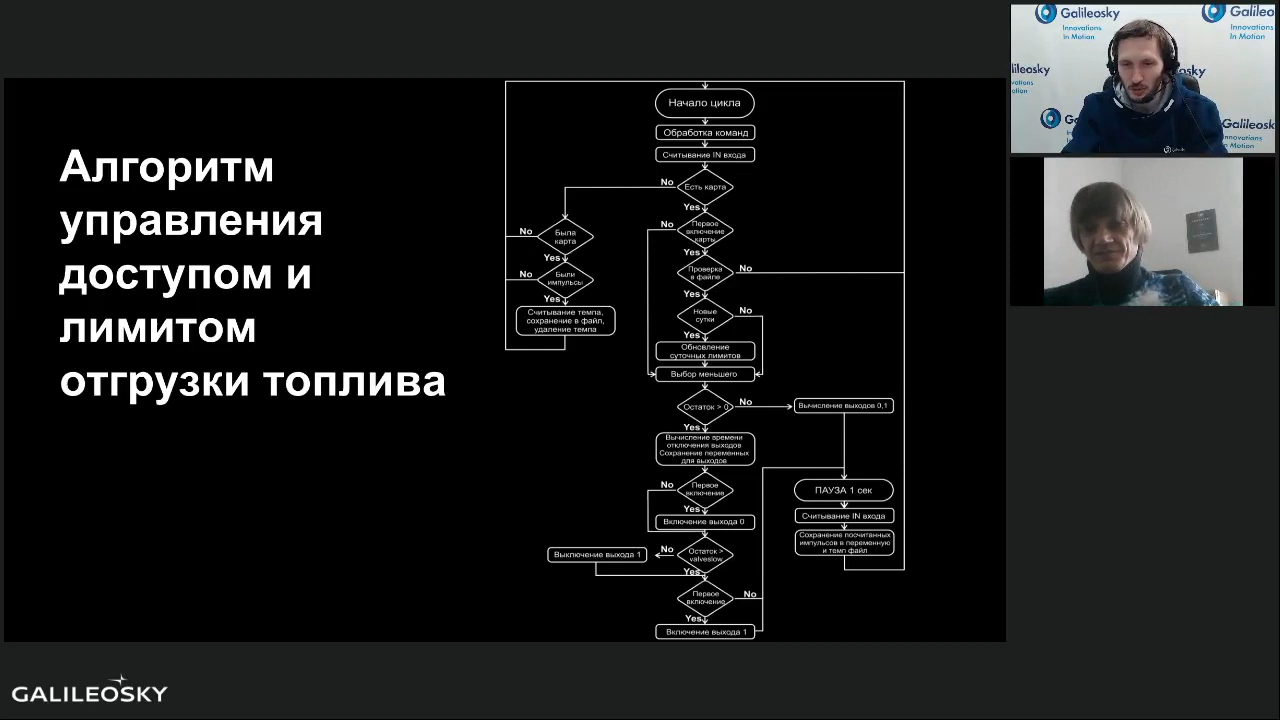 Алгоритм
управления
доступом и
лимитом
отгрузки топлива
Начало цикла
Обработка команд
Считывание IN входа
Есть карта
No
Yes
Была
карта
No
Yes
Были
импульсы
No
Yes
Считывание темпа,
сохранение в файл,
удаление темпа
Первое
включение
карты
No
Yes
Проверка
в файле
No
Yes
Новые
сутки
No
Yes
Обновление
суточных лимитов
Выбор меньшего
Остаток > 0
No
Yes
Вычисление выходов 0,1
Вычисление времени
отключения выходов
Сохранение переменных
для выходов
Первое
включение
No
Yes
Включение выхода 0
Остаток >
valveslow
No
Yes
Выключение выхода 1
Первое
включение
No
Yes
Включение выхода 1
ПАУЗА 1 сек
Считывание IN входа
Сохранение посчитанных
импульсов в переменную
и темп файл
GALILEOSKY
Galileosky
Innovations
In Motion
Galileosky
Innovations
In Motion